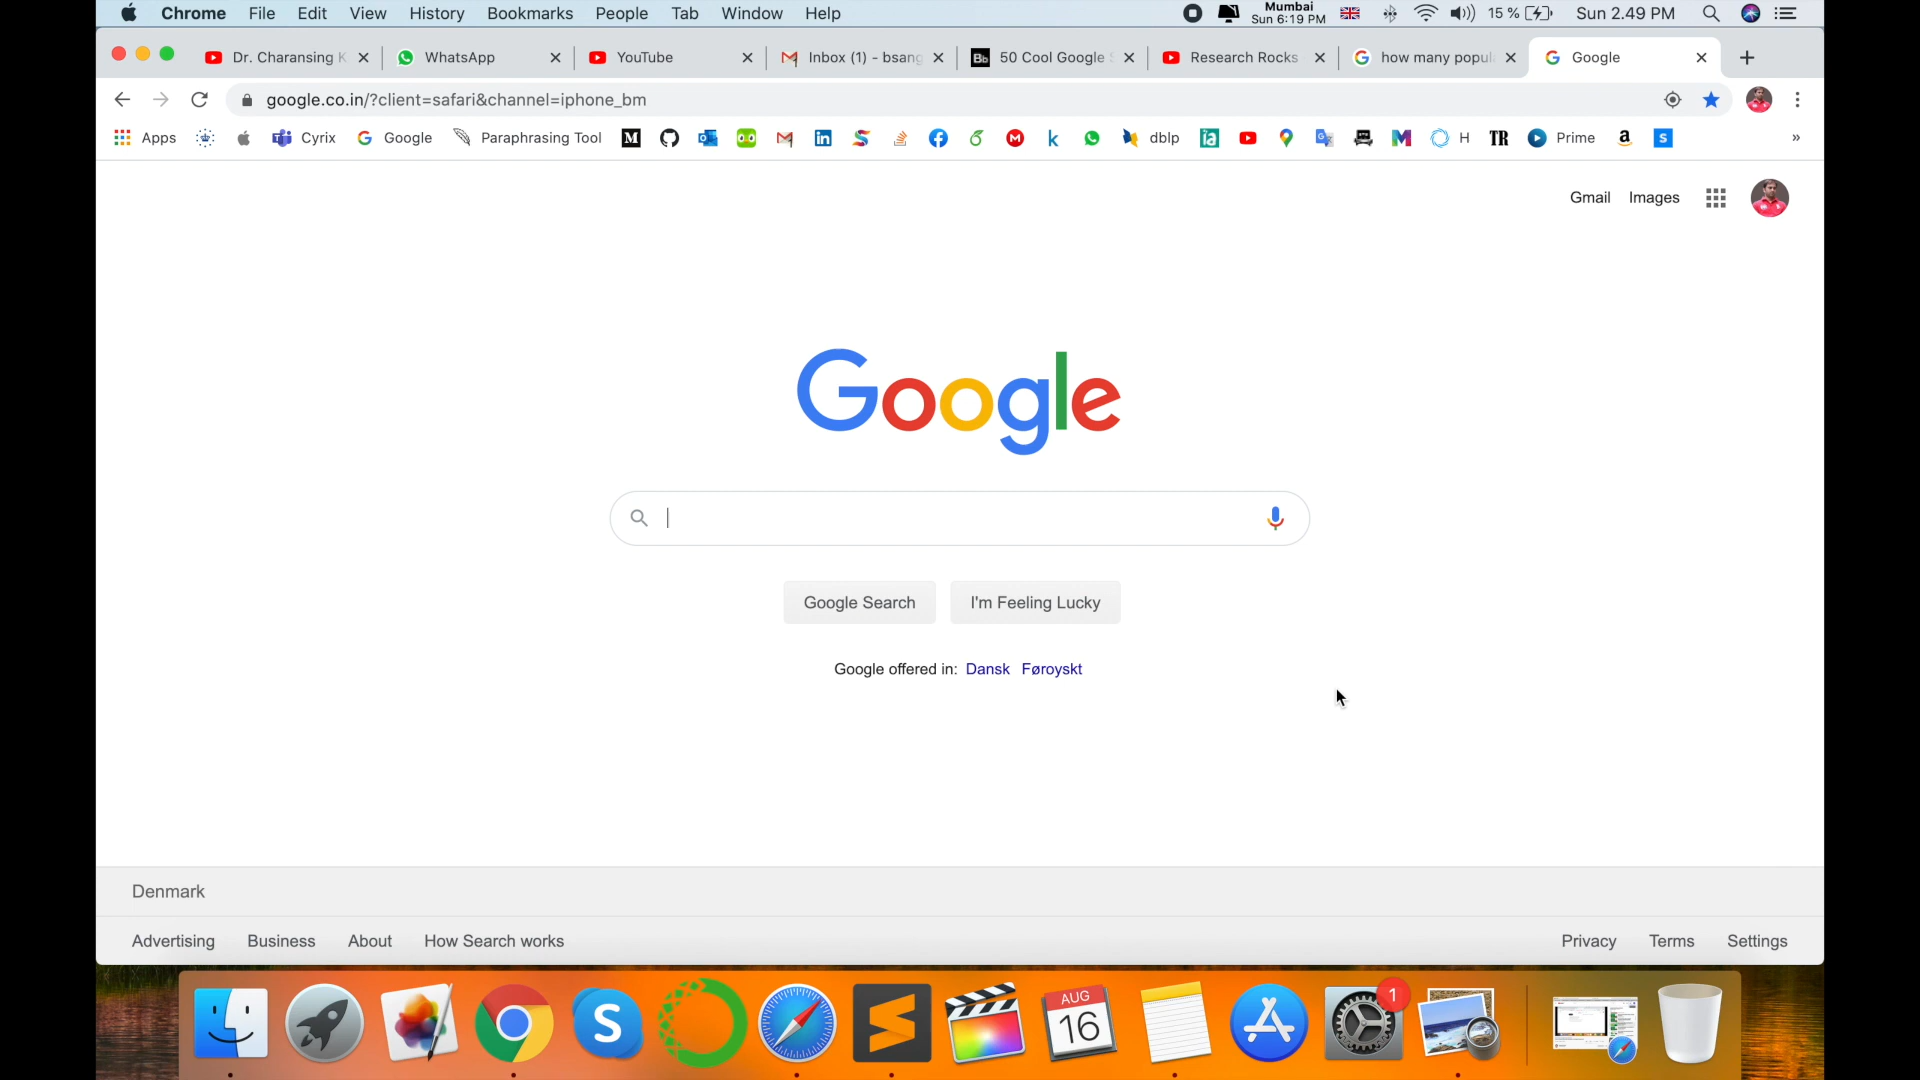 Chrome File Edit View History Bookmarks People Tab Window Help Mumbai Sun 6:19 PM 15 % Sun 2.49 PM
Dr. Charansing K WhatsApp YouTube Inbox (1) - bsang 50 Cool Google Research Rocks how many popul Google
google.co.in/?client=safari&channel=iphone_bm
Apps Cyrix Google Paraphrasing Tool dblp H TR Prime »
Gmail Images
Google
Google Search I'm Feeling Lucky
Google offered in: Dansk Føroyskt
Denmark
Advertising Business About How Search works Privacy Terms Settings
AUG
16
1